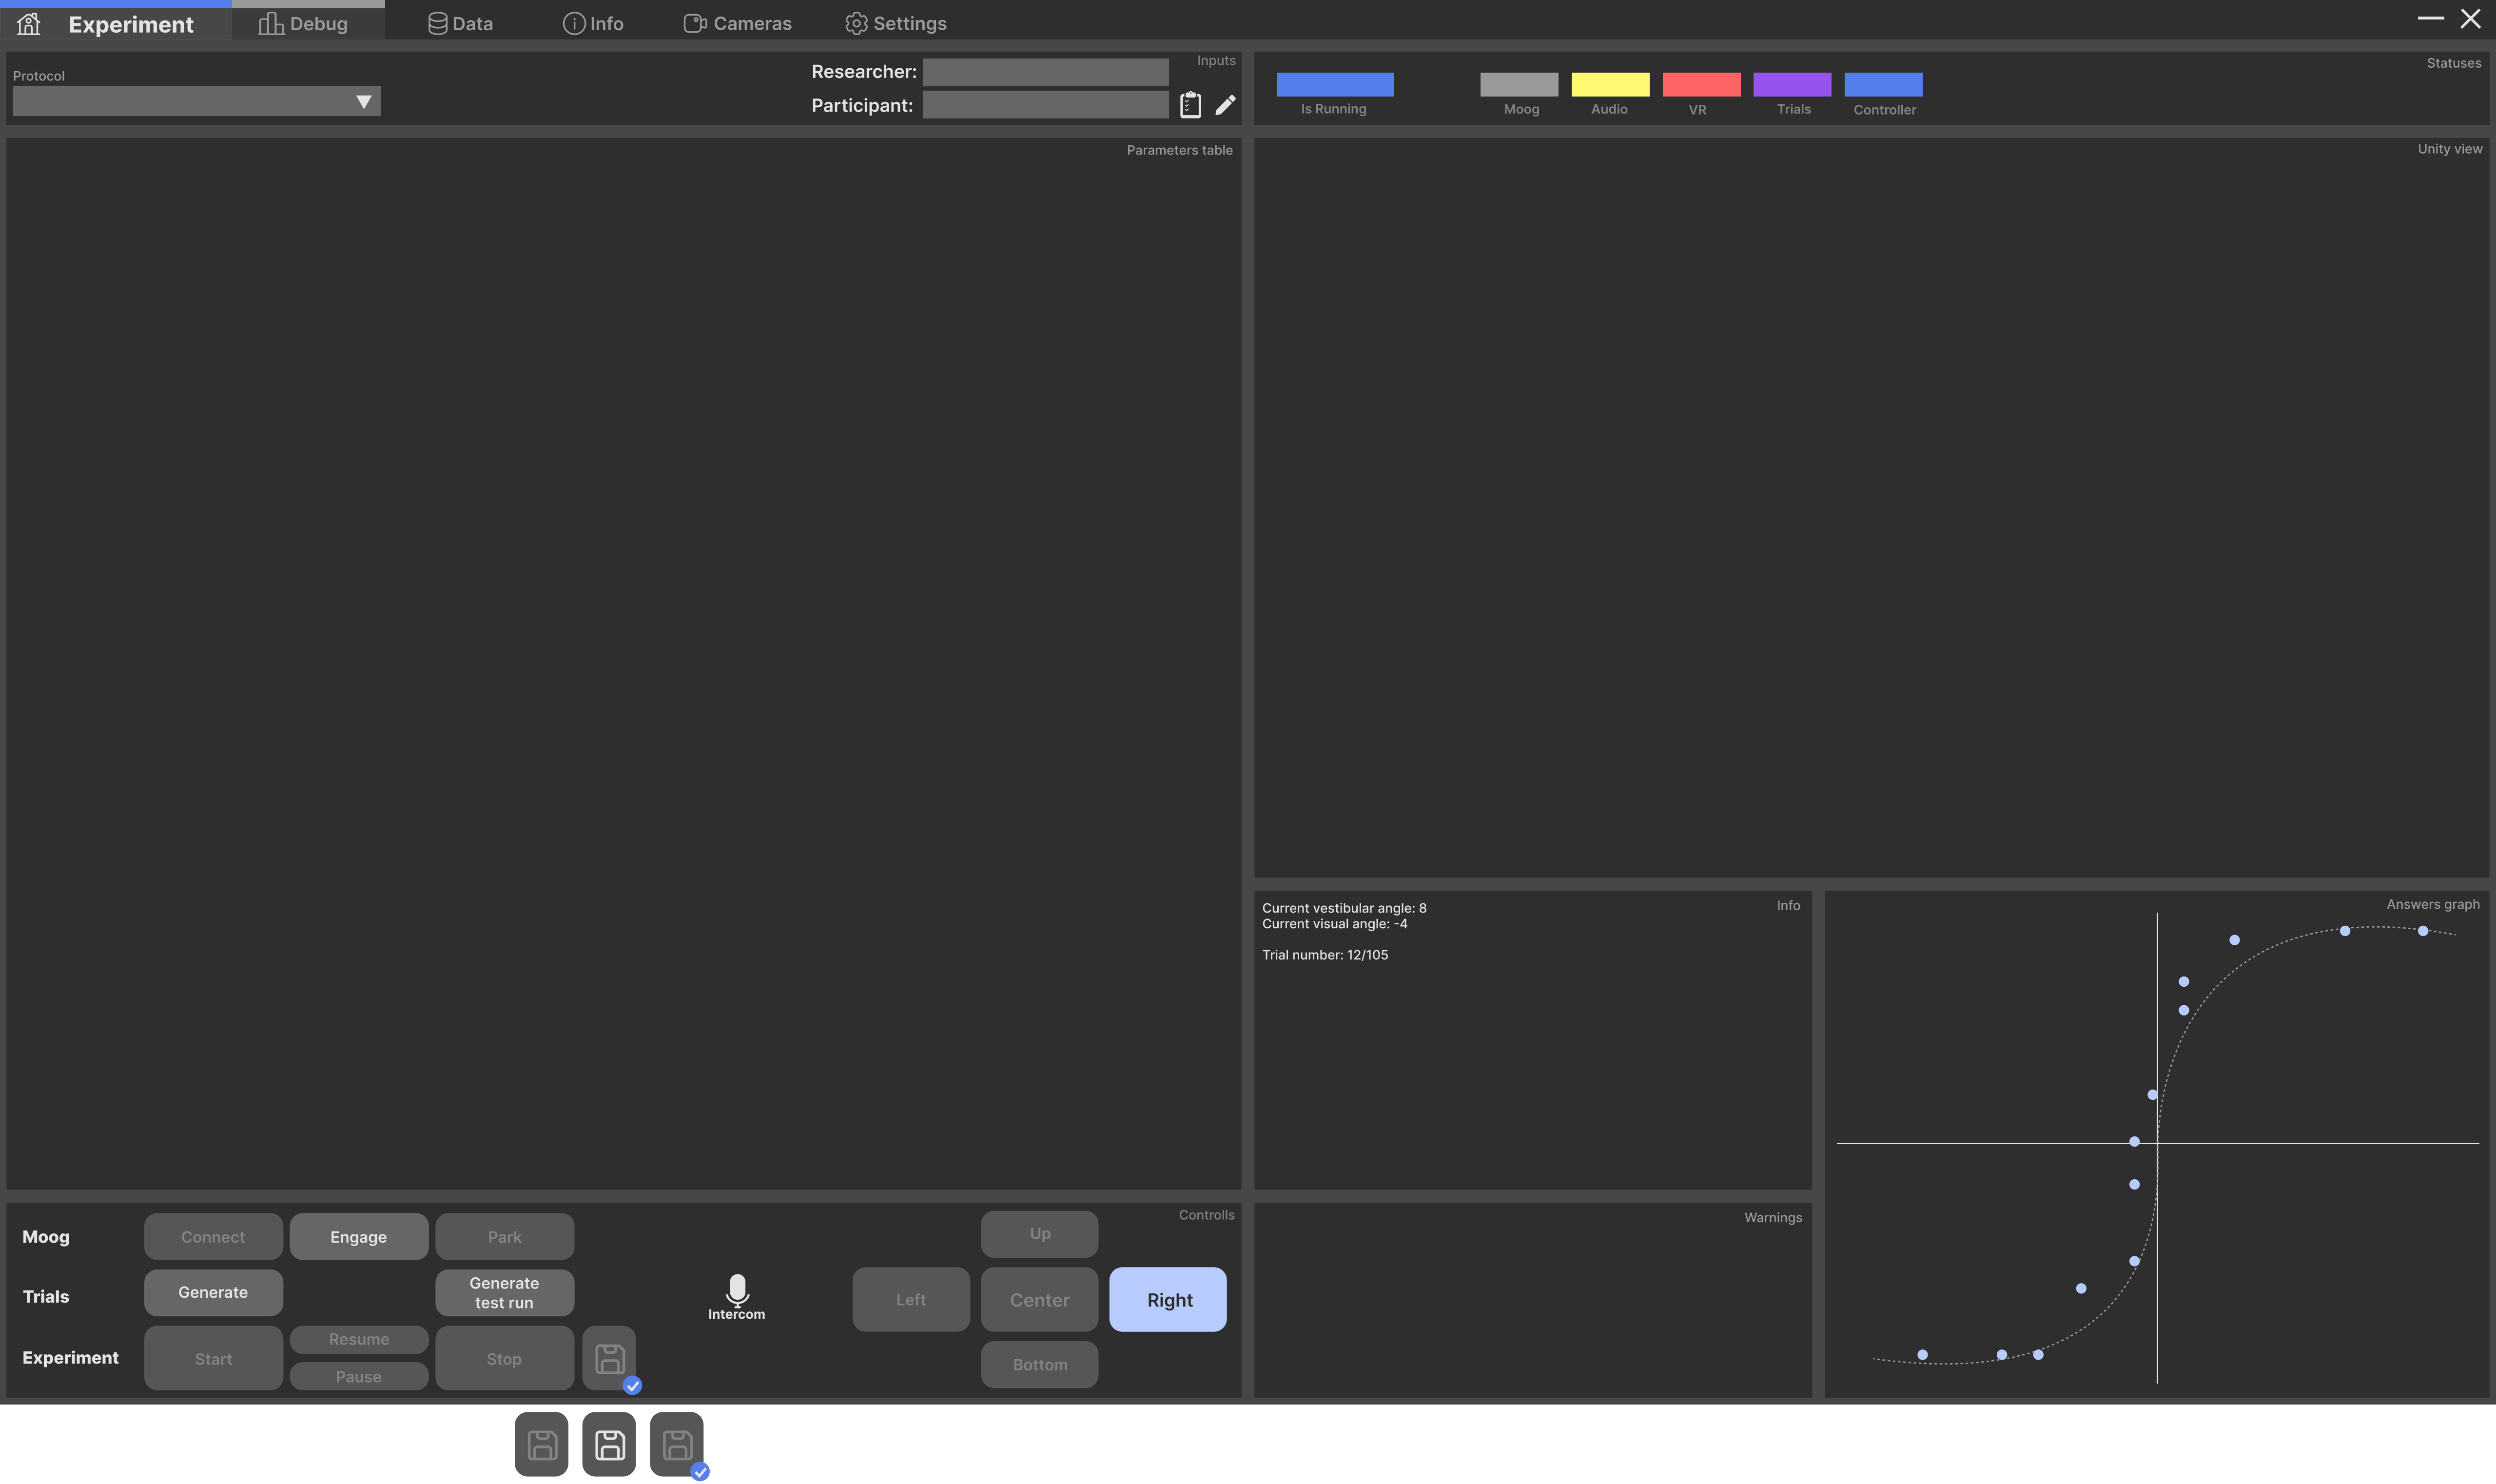 Experiment
Debug
Data
Info
Cameras
Settings
Protocol
Researcher:
Participant:
Inputs
Is Running
Moog
Audio
VR
Trials
Controller
Statuses
Parameters table
Unity view
Current vestibular angle: 8
Current visual angle: -4
Trial number: 12/105
Info
Answers graph
Moog
Connect
Engage
Park
Trials
Generate
Generate
test run
Experiment
Start
Resume
Pause
Stop
Intercom
Controlls
Up
Left
Center
Right
Bottom
Warnings